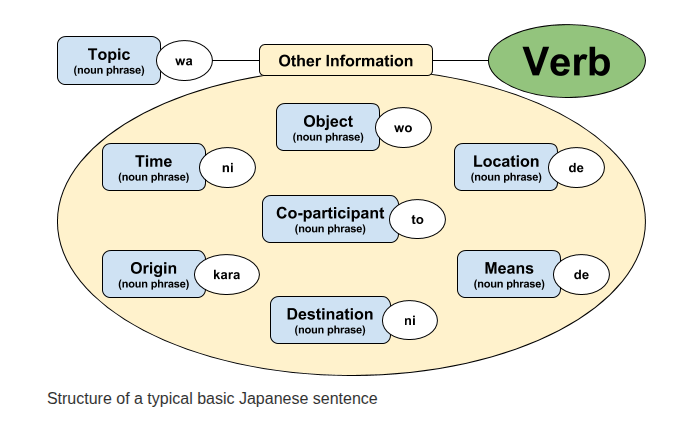 Topic
(noun phrase)
wa
Other Information
Verb
Object
(noun phrase)
wo
Time
(noun phrase)
ni
Location
(noun phrase)
de
Co-participant
(noun phrase)
to
Origin
(noun phrase)
kara
Means
(noun phrase)
de
Destination
(noun phrase)
ni
Structure of a typical basic Japanese sentence